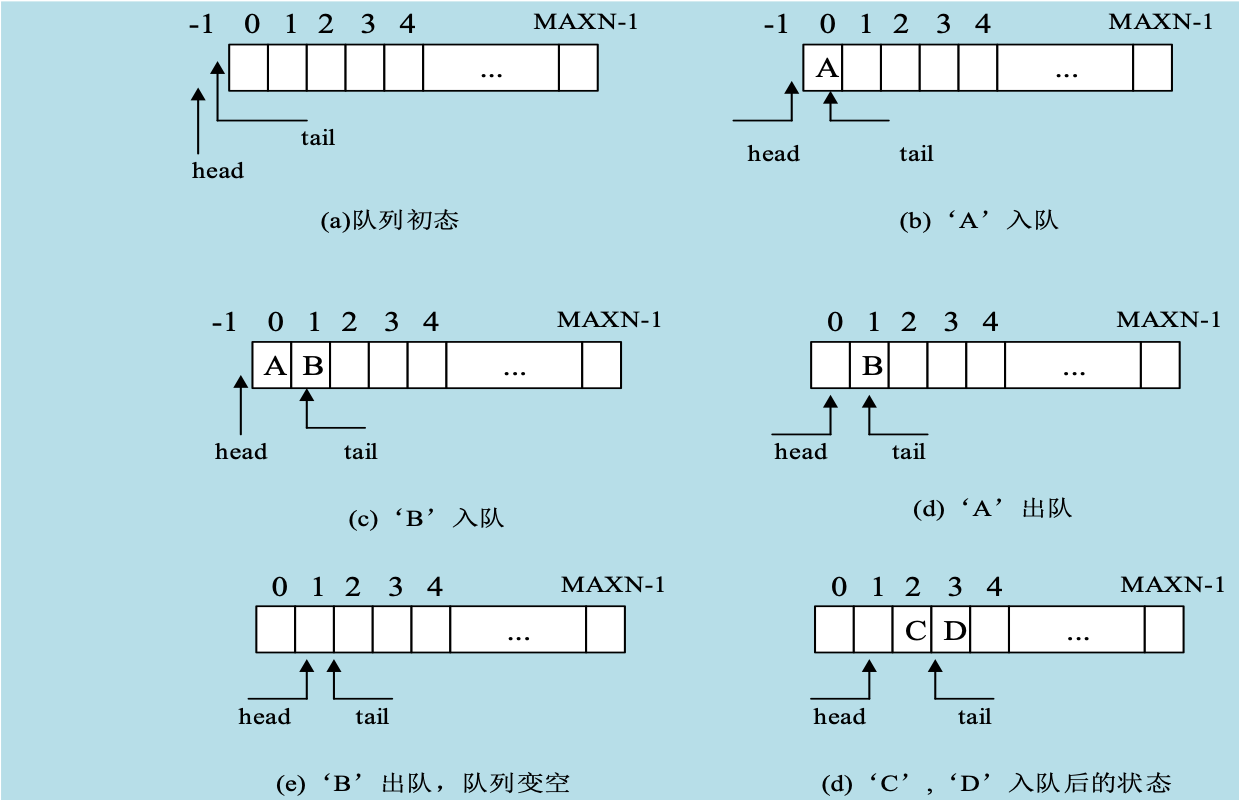 -1 0 1 2 3 4 MAXN-1
...
tail
head
(a)队列初态
-1 0 1 2 3 4 MAXN-1
A ...
head tail
(b)‘A’入队
-1 0 1 2 3 4 MAXN-1
A B ...
head tail
(c)‘B’入队
0 1 2 3 4 MAXN-1
B ...
head tail
(d)‘A’出队
0 1 2 3 4 MAXN-1
...
head tail
(e)‘B’出队，队列变空
0 1 2 3 4 MAXN-1
C D ...
head tail
(d)‘C’,‘D’入队后的状态